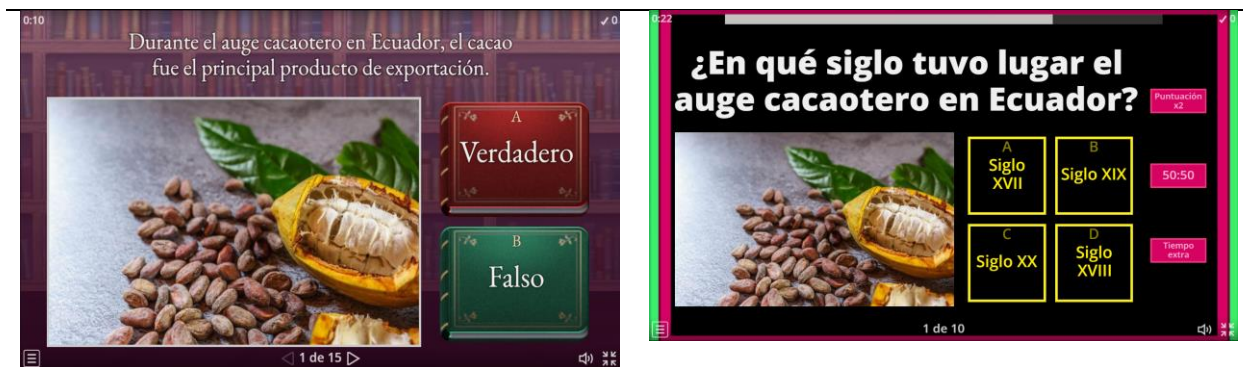 0:10
✓ 0
Durante el auge cacaotero en Ecuador, el cacao
fue el principal producto de exportación.
A
Verdadero
B
Falso
1 de 15
0:22
✓ 0
¿En qué siglo tuvo lugar el
auge cacaotero en Ecuador?
Puntuación
x2
A
Siglo
XVII
B
Siglo XIX
50:50
C
Siglo XX
D
Siglo
XVIII
Tiempo
extra
1 de 10